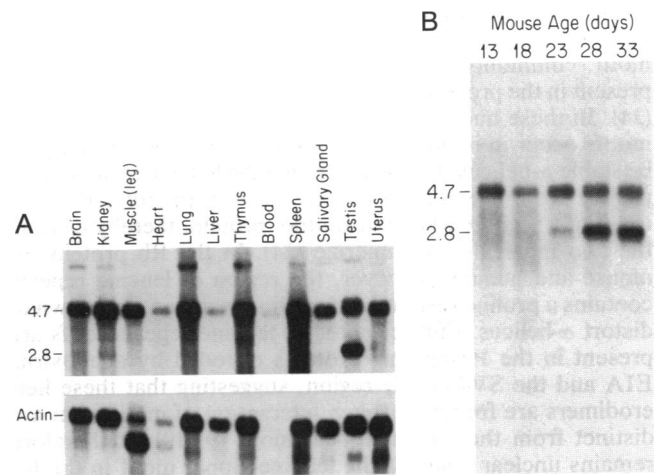 A
Brain
Kidney
Muscle (leg)
Heart
Lung
Liver
Thymus
Blood
Spleen
Salivary Gland
Testis
Uterus
4.7
2.8
Actin
B
Mouse Age (days)
13 18 23 28 33
4.7
2.8